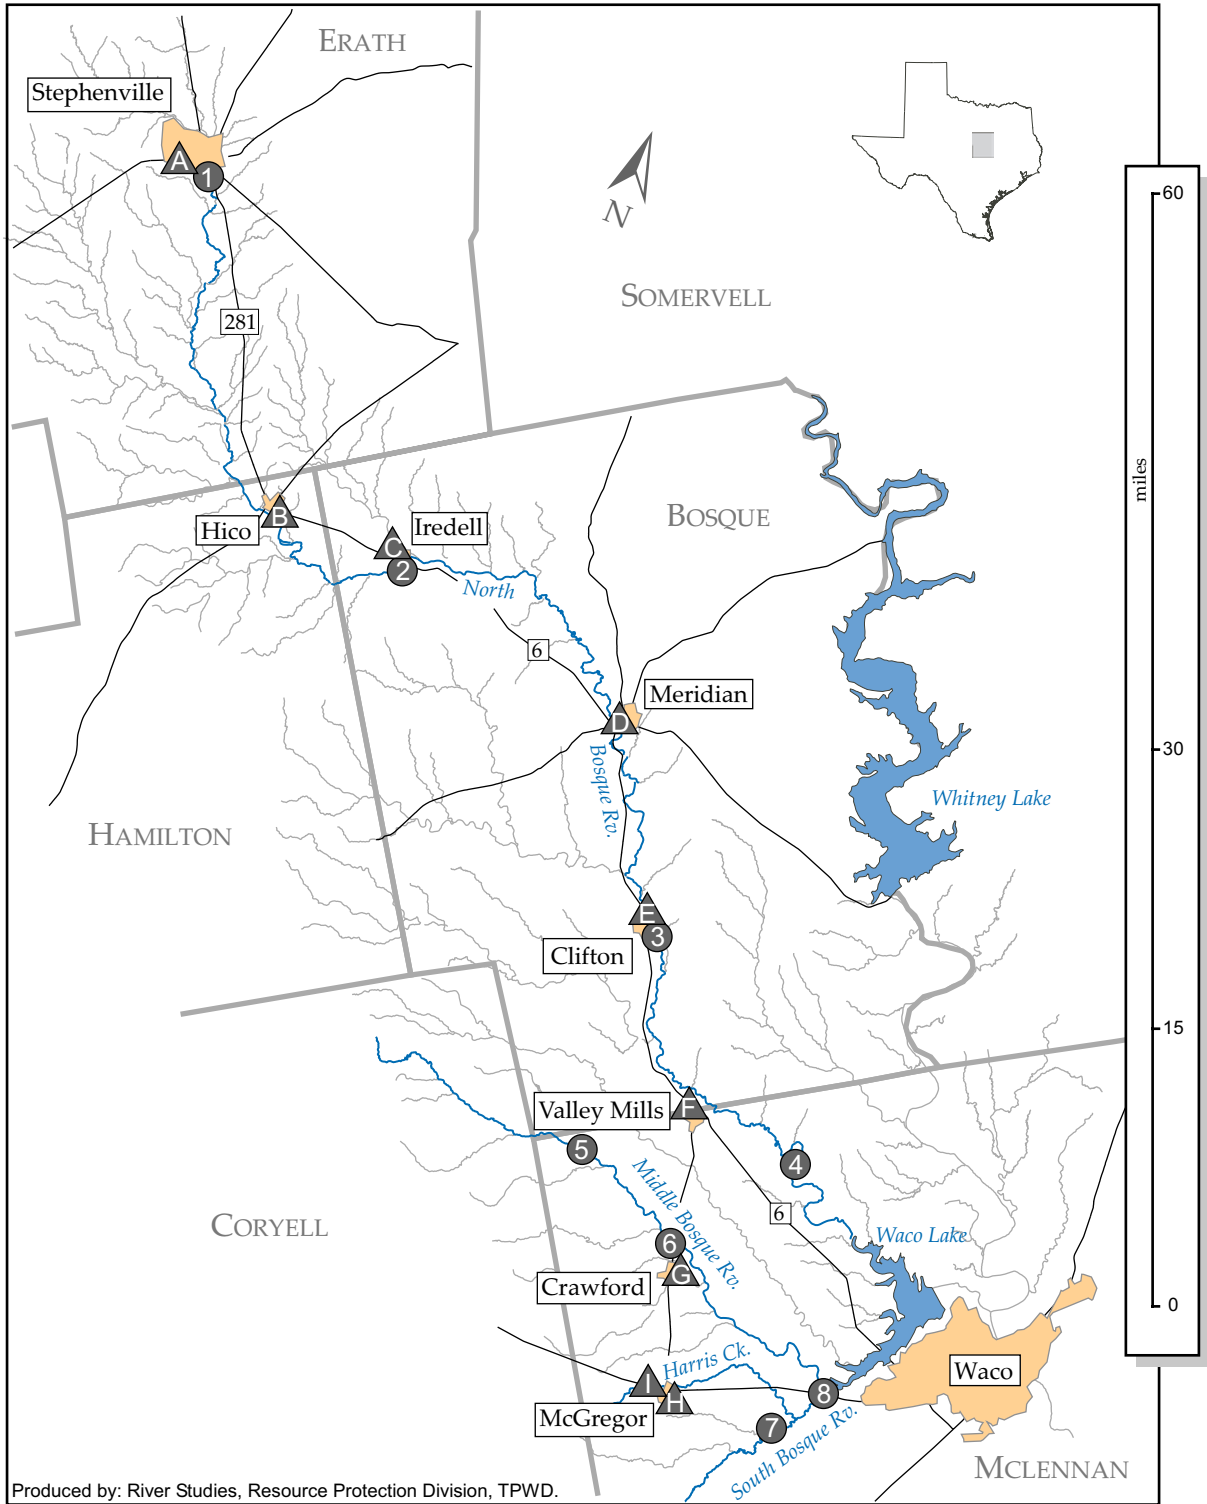 ERATH
Stephenville
A
1
60
N
281
SOMERVELL
miles
BOSQUE
B
Hico
Iredell
C
2
North
6
Meridian
D
30
Bosque Rv.
Whitney Lake
HAMILTON
E
3
Clifton
15
Valley Mills
F
5
4
Middle Bosque Rv.
6
CORYELL
Waco Lake
6
G
Crawford
0
Harris Ck.
Waco
I
H
8
McGregor
7
South Bosque Rv.
MCLENNAN
Produced by: River Studies, Resource Protection Division, TPWD.